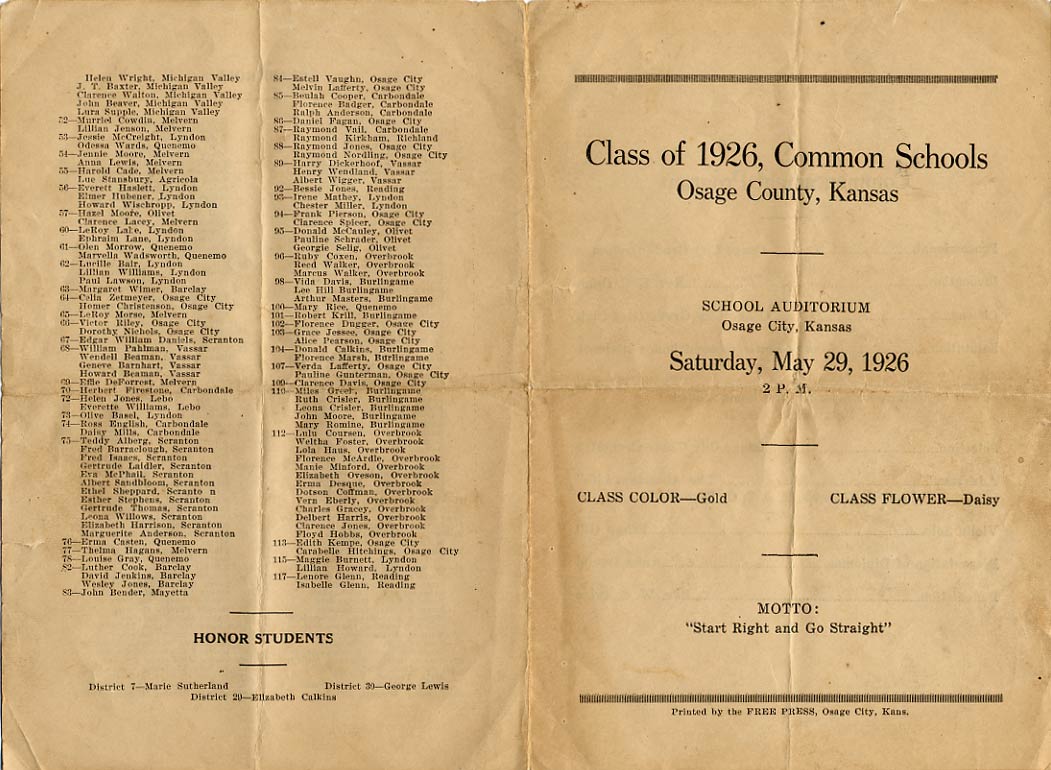 Helen Wright, Michigan Valley
J. T. Baxter, Michigan Valley
Clarence Walton, Michigan Valley
John Beaver, Michigan Valley
Lura Supple, Michigan Valley
52—Murriel Cowdin, Melvern
Lillian Jenson, Melvern
53—Jessie McCreight, Lyndon
Odessa Wards, Quenemo
54—Jennie Moore, Melvern
Anna Lewis, Melvern
55—Harold Cade, Melvern
Lue Stansbury, Agricola
56—Everett Haslett, Lyndon
Elmer Hubener, Lyndon
Howard Wischropp, Lyndon
57—Hazel Moore, Olivet
Clarence Lacey, Melvern
60—LeRoy Lake, Lyndon
Ephraim Lane, Lyndon
61—Olen Morrow, Quenemo
Marvella Wadsworth, Quenemo
62—Lucille Bair, Lyndon
Lillian Williams, Lyndon
Paul Lawson, Lyndon
63—Margaret Wimer, Barclay
64—Celia Zetmeyer, Osage City
Homer Christenson, Osage City
65—LeRoy Morse, Melvern
66—Victor Riley, Osage City
Dorothy Nichols, Osage City
67—Edgar William Daniels, Scranton
68—William Pahlman, Vassar
Wendell Beaman, Vassar
Geneve Barnhart, Vassar
Howard Beaman, Vassar
69—Effie DeForrest, Melvern
70—Herbert Firestone, Carbondale
72—Helen Jones, Lebo
Everette Williams, Lebo
73—Olive Basel, Lyndon
74—Ross English, Carbondale
Daisy Mills, Carbondale
75—Teddy Alberg, Scranton
Fred Barraclough, Scranton
Fred Isaacs, Scranton
Gertrude Laidler, Scranton
Eva McPhail, Scranton
Albert Sandbloom, Scranton
Ethel Sheppard, Scranto n
Esther Stephens, Scranton
Gertrude Thomas, Scranton
Leona Willows, Scranton
Elizabeth Harrison, Scranton
Marguerite Anderson, Scranton
76—Erma Casten, Quenemo
77—Thelma Hagans, Melvern
78—Louise Gray, Quenemo
82—Luther Cook, Barclay
David Jenkins, Barclay
Wesley Jones, Barclay
83—John Bender, Mayetta
84—Estell Vaughn, Osage City
Melvin Lafferty, Osage City
85—Beulah Cooper, Carbondale
Florence Badger, Carbondale
Ralph Anderson, Carbondale
86—Daniel Fagan, Osage City
87—Raymond Vail, Carbondale
Raymond Kirkham, Richland
88—Raymond Jones, Osage City
Raymond Nordling, Osage City
89—Harry Dickerhoof, Vassar
Henry Wendland, Vassar
Albert Wigger, Vassar
92—Bessie Jones, Reading
93—Irene Mathey, Lyndon
Chester Miller, Lyndon
94—Frank Pierson, Osage City
Clarence Spicer, Osage City
95—Donald McCauley, Olivet
Pauline Schrader, Olivet
Georgie Selig, Olivet
96—Ruby Coxen, Overbrook
Reed Walker, Overbrook
Marcus Walker, Overbrook
98—Vida Davis, Burlingame
Lee Hill Burlingame
Arthur Masters, Burlingame
100—Mary Rice, Quenemo
101—Robert Krill, Burlingame
102—Florence Dugger, Osage City
103—Grace Jessee, Osage City
Alice Pearson, Osage City
104—Donald Calkins, Burlingame
Florence Marsh, Burlingame
107—Verda Lafferty, Osage City
Pauline Gunterman, Osage City
109—Clarence Davis, Osage City
110—Miles Greer, Burlingame
Ruth Crisler, Burlingame
Leona Crisler, Burlingame
John Moore, Burlingame
Mary Romine, Burlingame
112—Lulu Coursen, Overbrook
Weltha Foster, Overbrook
Lola Haus, Overbrook
Florence McArdle, Overbrook
Manie Minford, Overbrook
Elizabeth Oveson, Overbrook
Erma Desque, Overbrook
Dotson Coffman, Overbrook
Vern Eberly, Overbrook
Charles Gracey, Overbrook
Delbert Harris, Overbrook
Clarence Jones, Overbrook
Floyd Hobbs, Overbrook
113—Edith Kempe, Osage City
Carabelle Hitchings, Osage City
115—Maggie Burnett, Lyndon
Lillian Howard, Lyndon
117—Lenore Glenn, Reading
Isabelle Glenn, Reading
HONOR STUDENTS
District 7—Marie Sutherland District 39—George Lewis
District 29—Elizabeth Calkins
Class of 1926, Common Schools
Osage County, Kansas
SCHOOL AUDITORIUM
Osage City, Kansas
Saturday, May 29, 1926
2 P. M.
CLASS COLOR—Gold CLASS FLOWER—Daisy
MOTTO:
"Start Right and Go Straight"
Printed by the FREE PRESS, Osage City, Kans.